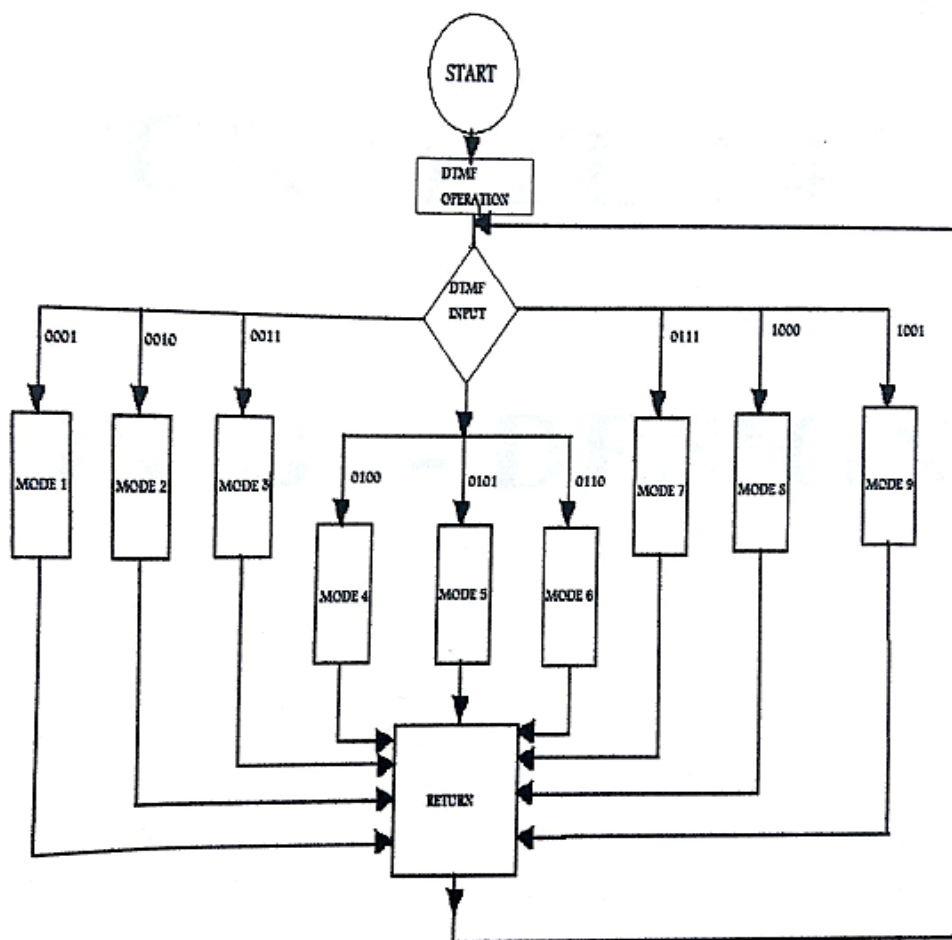 START
DTMF
OPERATION
DTMF
INPUT
0001
0010
0011
0111
1000
1001
0100
0101
0110
MODE 1
MODE 2
MODE 3
MODE 7
MODE 8
MODE 9
MODE 4
MODE 5
MODE 6
RETURN